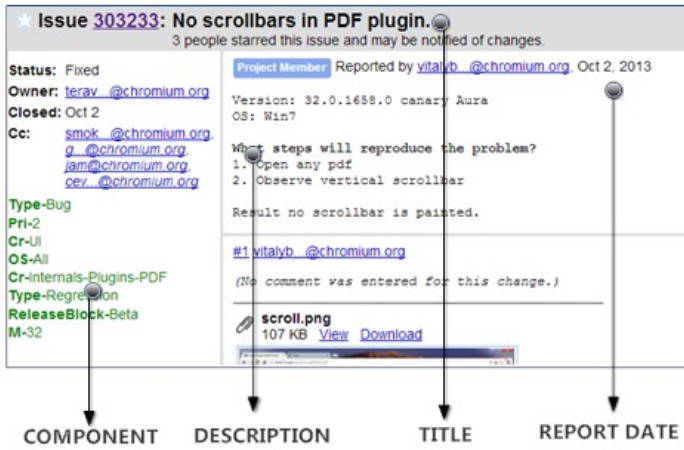 Issue 303233: No scrollbars in PDF plugin.
3 people starred this issue and may be notified of changes.
Status: Fixed
Owner: terav...@chromium.org
Closed: Oct 2
Cc: smok...@chromium.org,
g...@chromium.org,
jam@chromium.org,
cev...@chromium.org
Type-Bug
Pri-2
Cr-UI
OS-All
Cr-Internals-Plugins-PDF
Type-Regression
ReleaseBlock-Beta
M-32
Project Member Reported by vitalyb...@chromium.org, Oct 2, 2013
Version: 32.0.1658.0 canary Aura
OS: Win7
What steps will reproduce the problem?
1. Open any pdf
2. Observe vertical scrollbar
Result no scrollbar is painted.
#1 vitalyb...@chromium.org
(No comment was entered for this change.)
scroll.png
107 KB View Download
COMPONENT
DESCRIPTION
TITLE
REPORT DATE